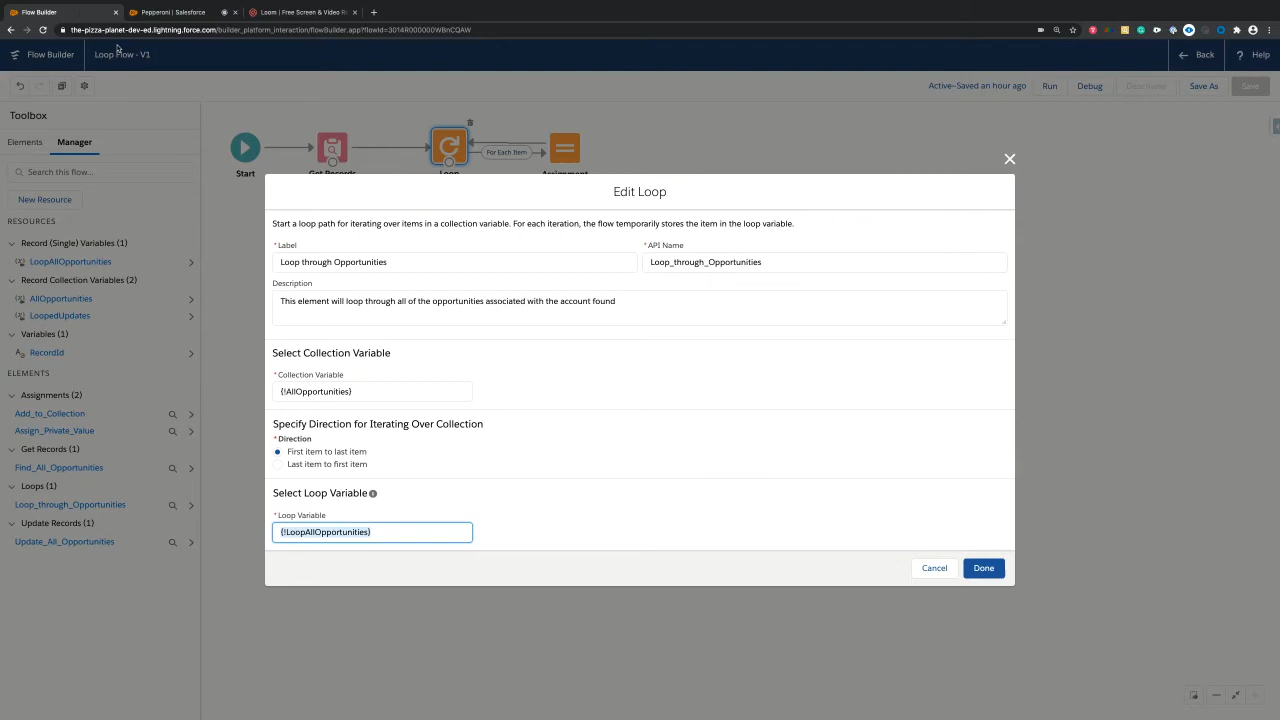 Flow Builder
Pepperoni | Salesforce
Loom | Free Screen & Video R
the-pizza-planet-dev-ed.lightning.force.com/builder_platform_interaction/flowBuilder.app?flowId=3014R000000WBnCQAW
Flow Builder
Loop Flow - V1
Back
Help
Active–Saved an hour ago
Run
Debug
Deactivate
Save As
Save
Toolbox
Elements
Manager
Search this flow...
New Resource
RESOURCES
Record (Single) Variables (1)
LoopAllOpportunities
Record Collection Variables (2)
AllOpportunities
LoopedUpdates
Variables (1)
RecordId
ELEMENTS
Assignments (2)
Add_to_Collection
Assign_Private_Value
Get Records (1)
Find_All_Opportunities
Loops (1)
Loop_through_Opportunities
Update Records (1)
Update_All_Opportunities
Start
Get Records
Loop
For Each Item
Assignment
Edit Loop
Start a loop path for iterating over items in a collection variable. For each iteration, the flow temporarily stores the item in the loop variable.
* Label
Loop through Opportunities
* API Name
Loop_through_Opportunities
Description
This element will loop through all of the opportunities associated with the account found
Select Collection Variable
* Collection Variable
{!AllOpportunities}
Specify Direction for Iterating Over Collection
* Direction
First item to last item
Last item to first item
Select Loop Variable
* Loop Variable
{!LoopAllOpportunities}
Cancel
Done